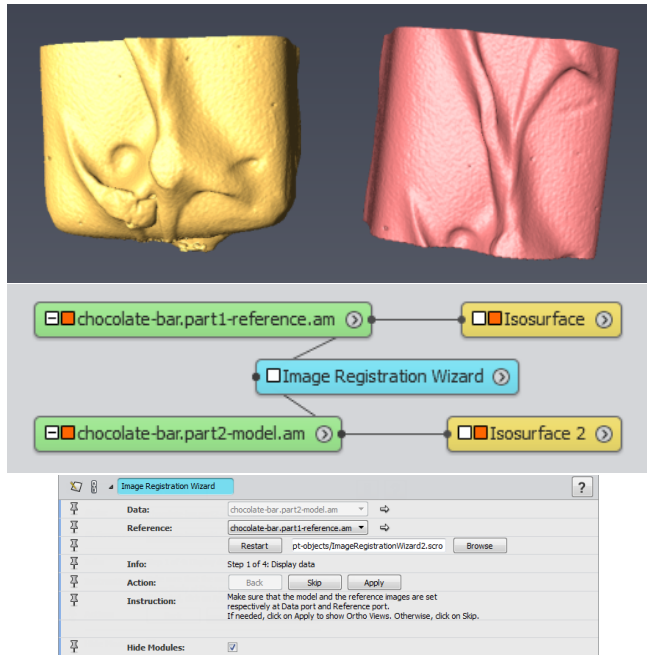 chocolate-bar.part1-reference.am
Isosurface
Image Registration Wizard
chocolate-bar.part2-model.am
Isosurface 2
Image Registration Wizard
?
Data:
chocolate-bar.part2-model.am
Reference:
chocolate-bar.part1-reference.am
Restart
pt-objects/ImageRegistrationWizard2.scro
Browse
Info:
Step 1 of 4: Display data
Action:
Back
Skip
Apply
Instruction:
Make sure that the model and the reference images are set
respectively at Data port and Reference port.
If needed, click on Apply to show Ortho Views. Otherwise, click on Skip.
Hide Modules: